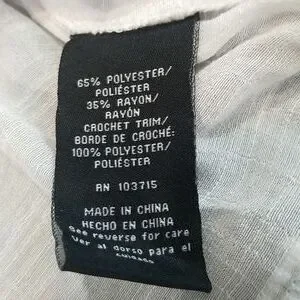 65% POLYESTER/
POLIÉSTER
35% RAYON/
RAYÓN
CROCHET TRIM/
BORDE DE CROCHÉ:
100% POLYESTER/
POLIÉSTER
RN 103715
MADE IN CHINA
HECHO EN CHINA
See reverse for care
Ver al dorso para el
cuidado